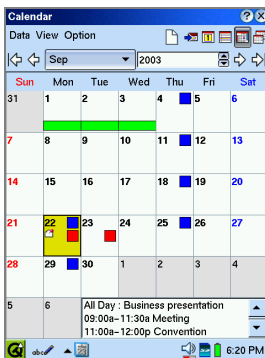 Calendar ? X
Data View Option
Sep 2003
Sun Mon Tue Wed Thu Fri Sat
31 1 2 3 4 5 6
7 8 9 10 11 12 13
14 15 16 17 18 19 20
21 22 23 24 25 26 27
28 29 30 1 2 3 4
5 6 All Day : Business presentation
09:00a-11:30a Meeting
11:00a-12:00p Convention
abc 6:20 PM